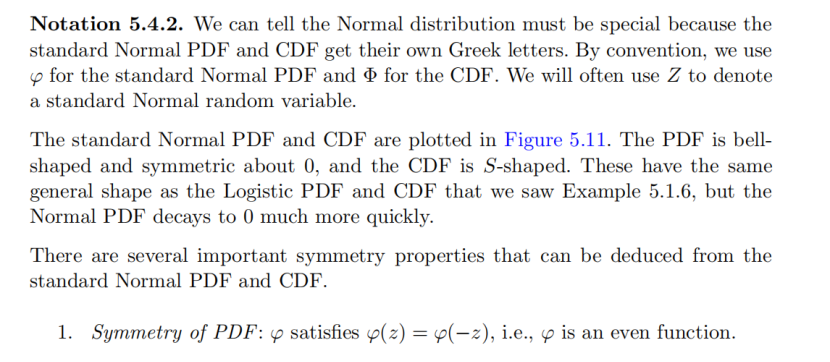 Notation 5.4.2. We can tell the Normal distribution must be special because the
standard Normal PDF and CDF get their own Greek letters. By convention, we use
φ for the standard Normal PDF and Φ for the CDF. We will often use Z to denote
a standard Normal random variable.
The standard Normal PDF and CDF are plotted in Figure 5.11. The PDF is bell-
shaped and symmetric about 0, and the CDF is S-shaped. These have the same
general shape as the Logistic PDF and CDF that we saw Example 5.1.6, but the
Normal PDF decays to 0 much more quickly.
There are several important symmetry properties that can be deduced from the
standard Normal PDF and CDF.
1. Symmetry of PDF: φ satisfies φ(z) = φ(−z), i.e., φ is an even function.